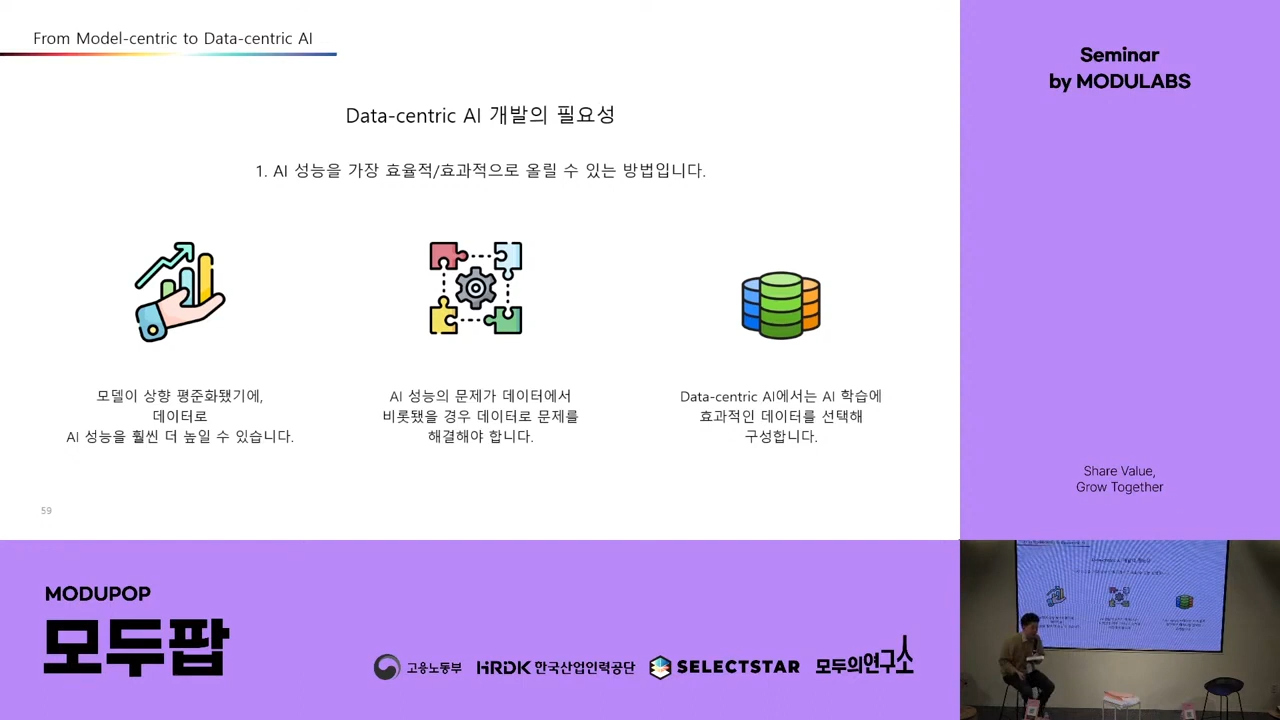 From Model-centric to Data-centric AI
Data-centric AI 개발의 필요성
1. AI 성능을 가장 효율적/효과적으로 올릴 수 있는 방법입니다.
모델이 상향 평준화됐기에,
데이터로
AI 성능을 훨씬 더 높일 수 있습니다.
AI 성능의 문제가 데이터에서
비롯됐을 경우 데이터로 문제를
해결해야 합니다.
Data-centric AI에서는 AI 학습에
효과적인 데이터를 선택해
구성합니다.
59
Seminar
by MODULABS
Share Value,
Grow Together
MODUPOP
모두팝
고용노동부
HRDK 한국산업인력공단
SELECTSTAR
모두의연구소